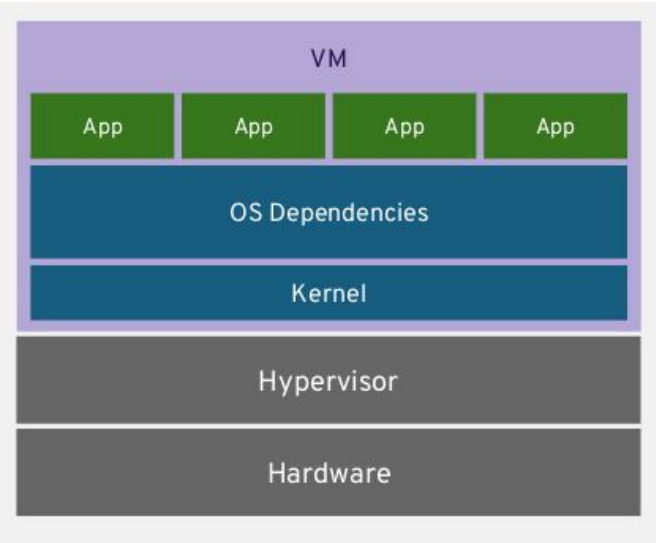 VM
App App App App
OS Dependencies
Kernel
Hypervisor
Hardware